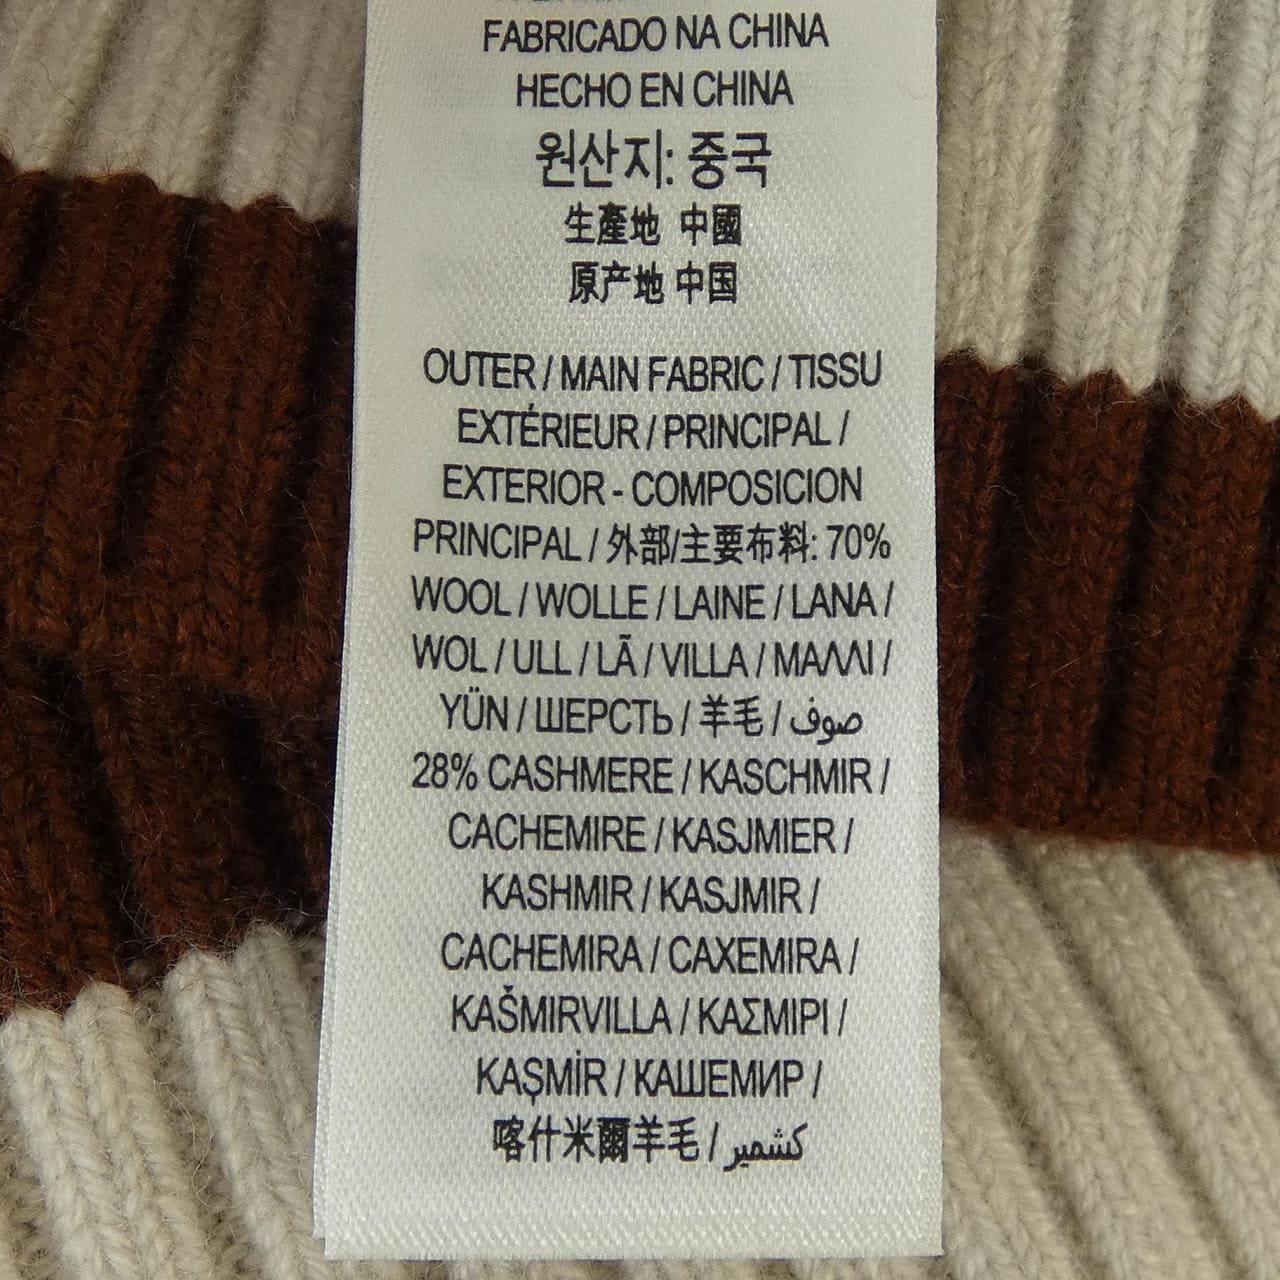 FABRICADO NA CHINA
HECHO EN CHINA
원산지: 중국
生產地 中國
原产地 中国
OUTER / MAIN FABRIC / TISSU
EXTÉRIEUR / PRINCIPAL /
EXTERIOR - COMPOSICION
PRINCIPAL / 外部/主要布料: 70%
WOOL / WOLLE / LAINE / LANA /
WOL / ULL / LÃ / VILLA / ΜΑΛΛΙ /
YÜN / ШЕРСТЬ / 羊毛 / صوف
28% CASHMERE / KASCHMIR /
CACHEMIRE / KASJMIER /
KASHMIR / KASJMIR /
CACHEMIRA / CAXEMIRA /
KAŠMIRVILLA / ΚΑΣΜΙΡΙ /
KAŞMİR / КАШЕМИР /
喀什米爾羊毛 / كشمير